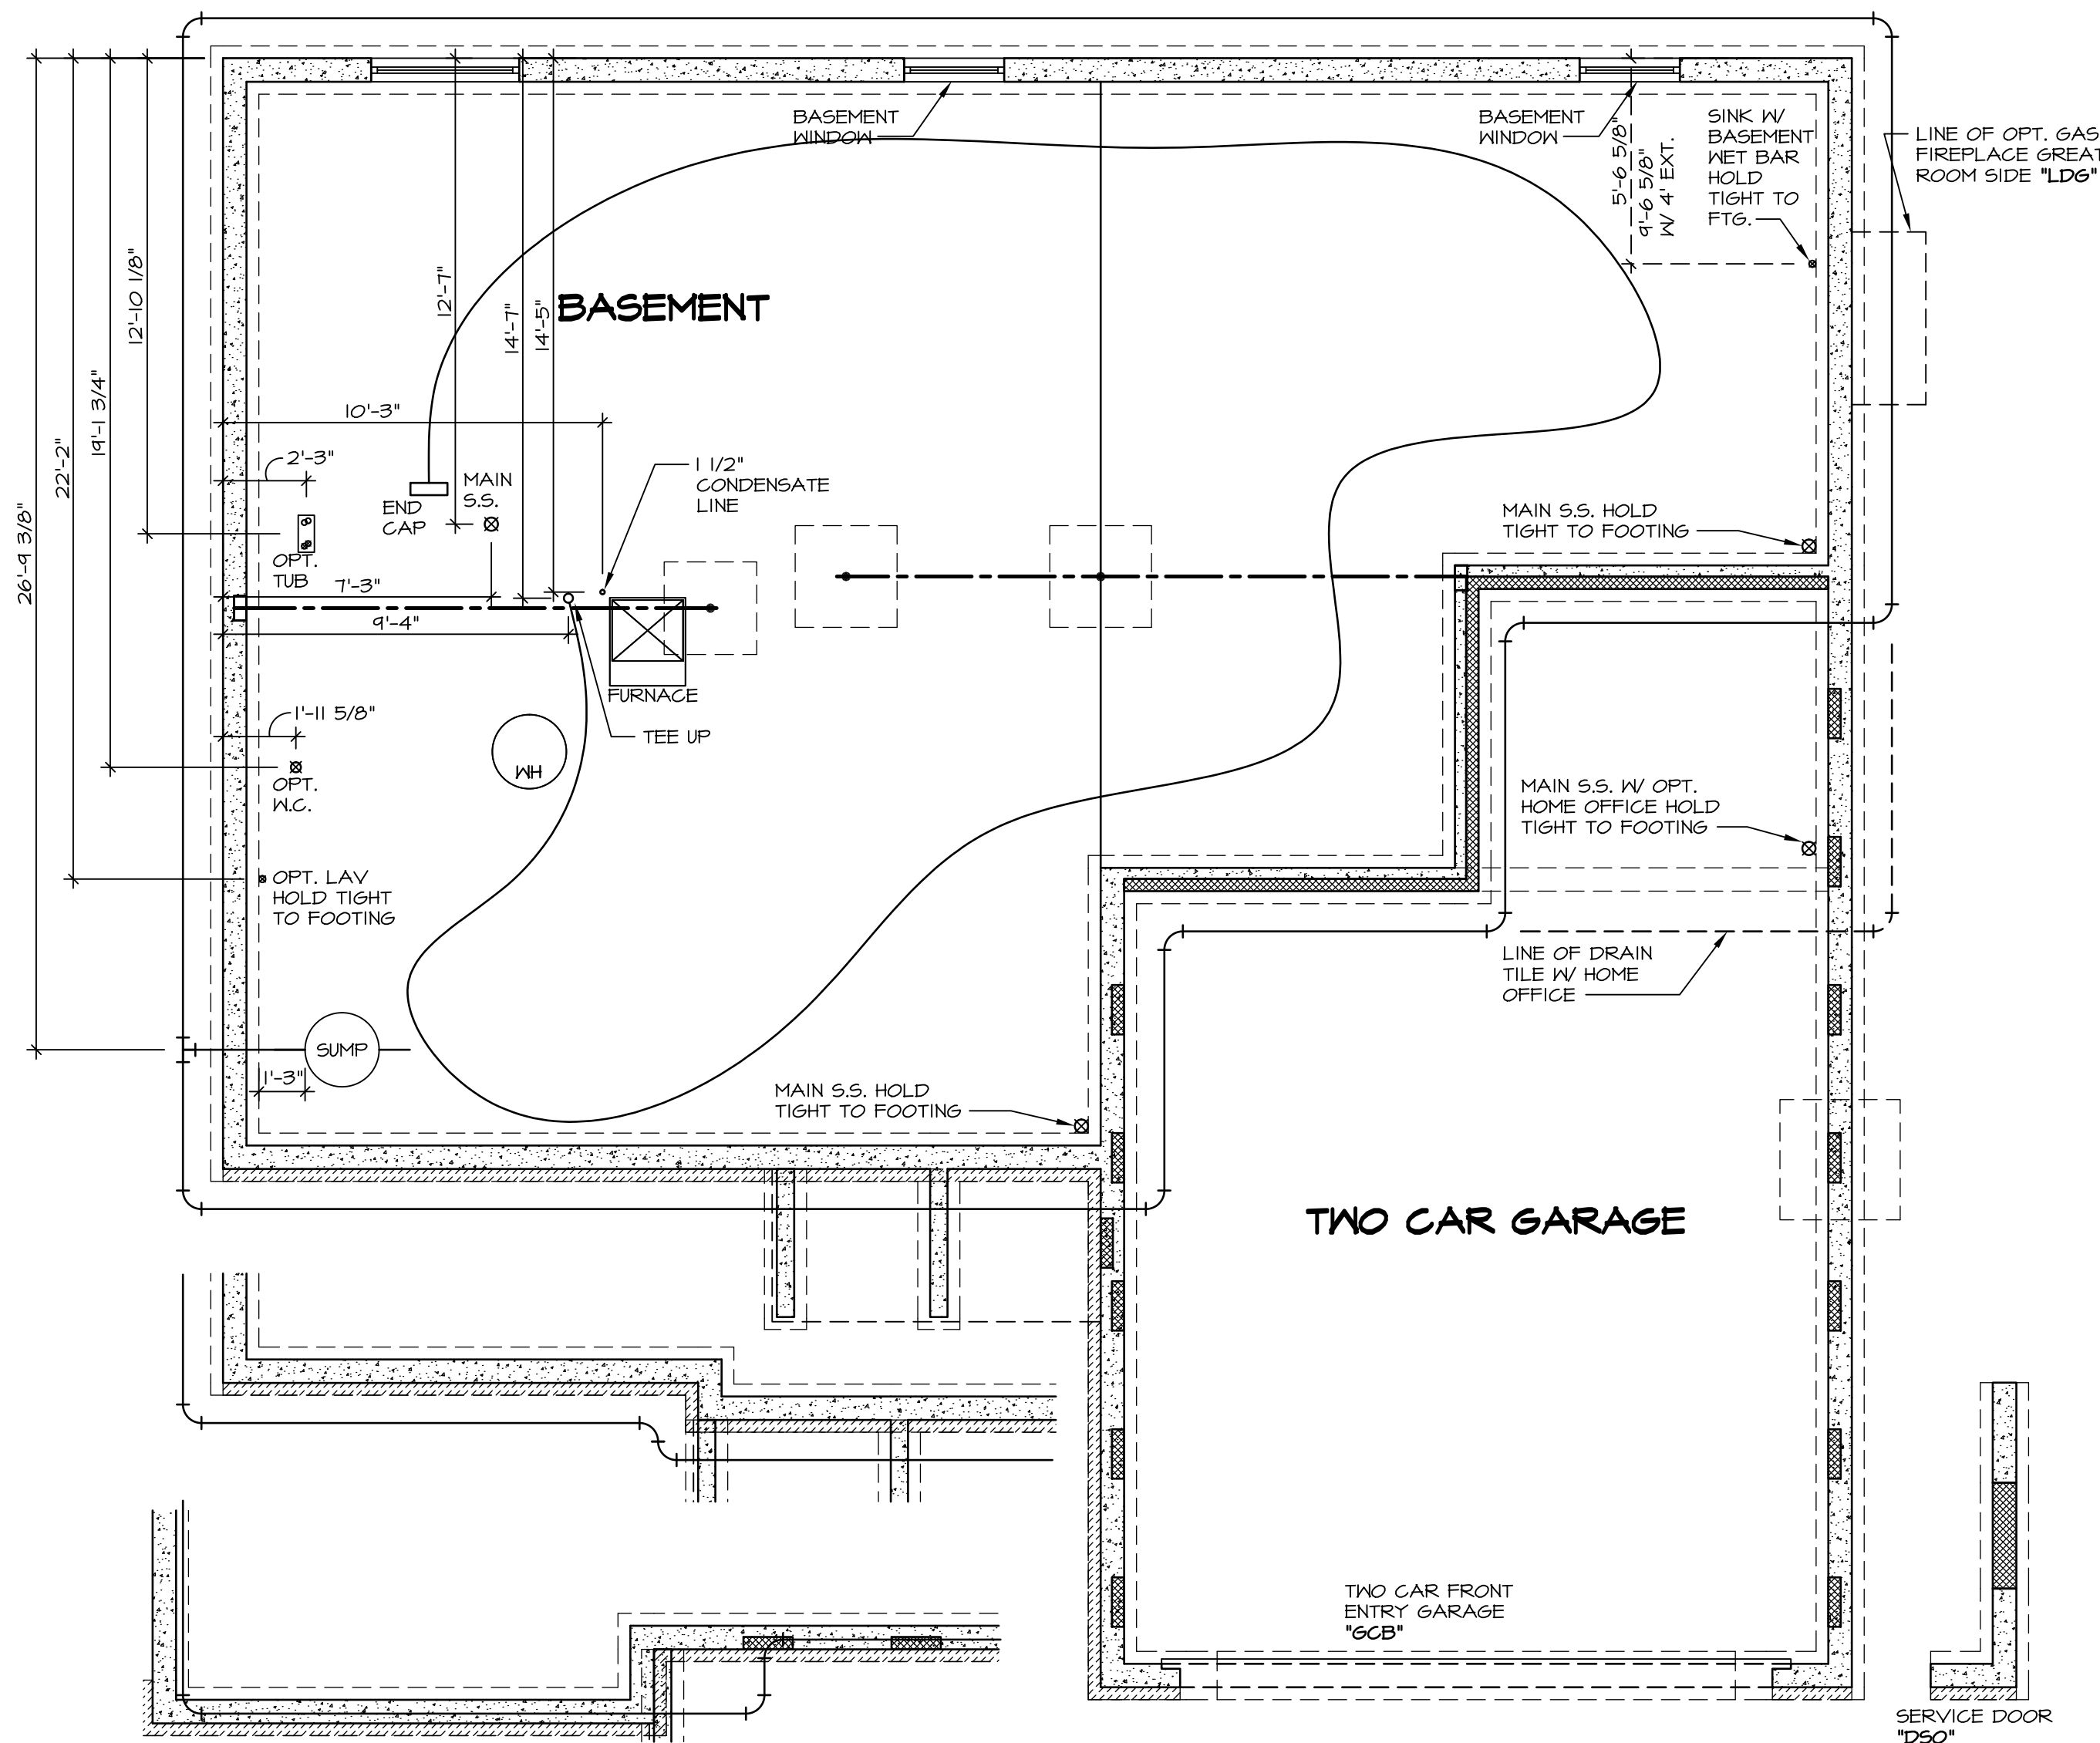 BASEMENT
WINDOW
BASEMENT
WINDOW
5'-6 5/8"
9'-6 5/8"
W/ 4' EXT.
SINK W/
BASEMENT
WET BAR
HOLD
TIGHT TO
FTG.
LINE OF OPT. GAS
FIREPLACE GREAT
ROOM SIDE "LDG"
26'-9 3/8"
22'-2"
19'-1 3/4"
12'-10 1/8"
12'-7"
14'-7"
14'-5"
BASEMENT
10'-3"
2'-3"
MAIN
S.S.
END
CAP
1 1/2"
CONDENSATE
LINE
OPT.
TUB
7'-3"
9'-4"
MAIN S.S. HOLD
TIGHT TO FOOTING
FURNACE
TEE UP
1'-11 5/8"
WH
OPT.
W.C.
MAIN S.S. W/ OPT.
HOME OFFICE HOLD
TIGHT TO FOOTING
OPT. LAV
HOLD TIGHT
TO FOOTING
LINE OF DRAIN
TILE W/ HOME
OFFICE
SUMP
1'-3"
MAIN S.S. HOLD
TIGHT TO FOOTING
TWO CAR GARAGE
TWO CAR FRONT
ENTRY GARAGE
"GCB"
SERVICE DOOR
"DSO"